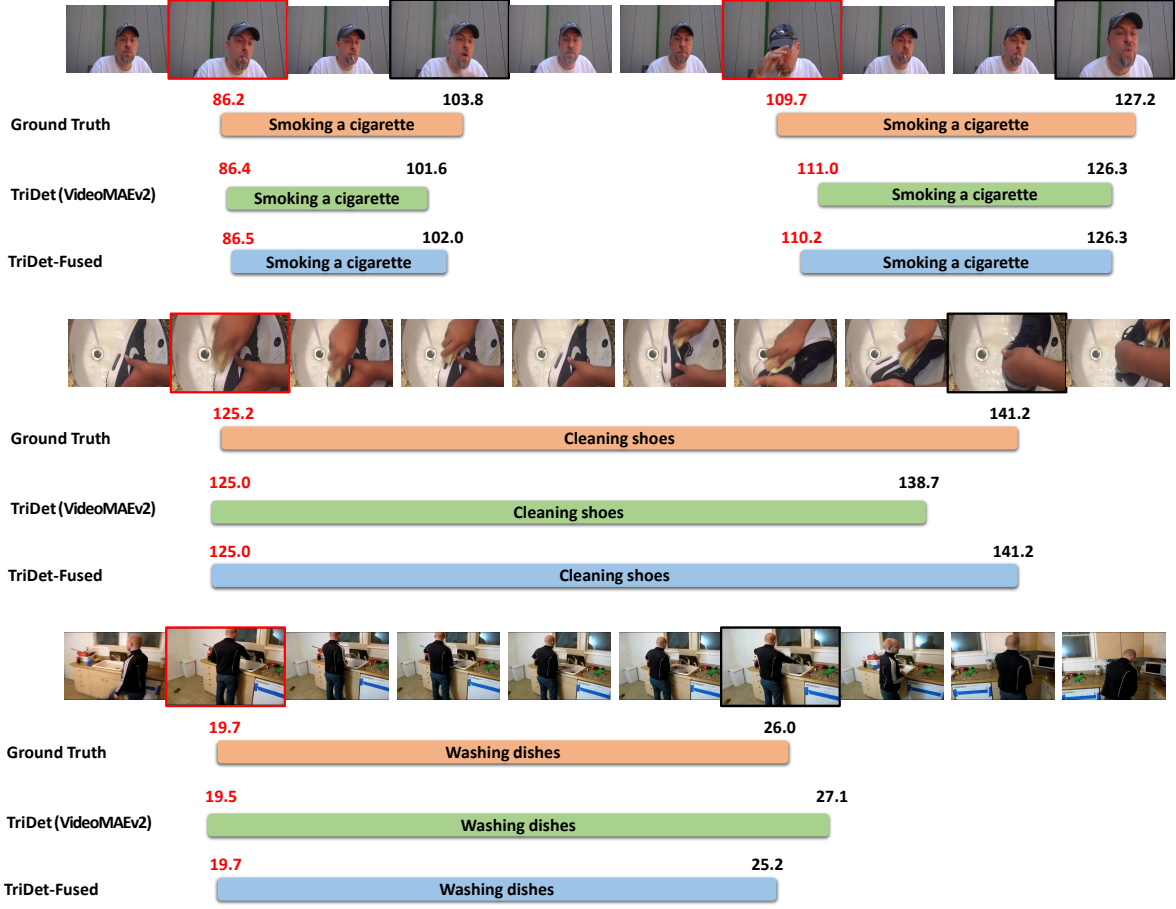 86.2 103.8 109.7 127.2
Ground Truth Smoking a cigarette Smoking a cigarette
86.4 101.6 111.0 126.3
TriDet (VideoMAEv2) Smoking a cigarette Smoking a cigarette
86.5 102.0 110.2 126.3
TriDet-Fused Smoking a cigarette Smoking a cigarette
125.2 141.2
Ground Truth Cleaning shoes
125.0 138.7
TriDet (VideoMAEv2) Cleaning shoes
125.0 141.2
TriDet-Fused Cleaning shoes
19.7 26.0
Ground Truth Washing dishes
19.5 27.1
TriDet (VideoMAEv2) Washing dishes
19.7 25.2
TriDet-Fused Washing dishes